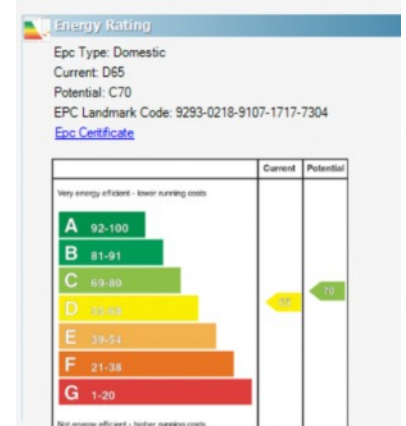 Energy Rating
Epc Type: Domestic
Current: D65
Potential: C70
EPC Landmark Code: 9293-0218-9107-1717-7304
Epc Certificate
Current Potential
Very energy efficient - lower running costs
A 92-100
B 81-91
C 69-80
70
D
E 39-54
F 21-38
G 1-20
Not energy efficient - higher running costs